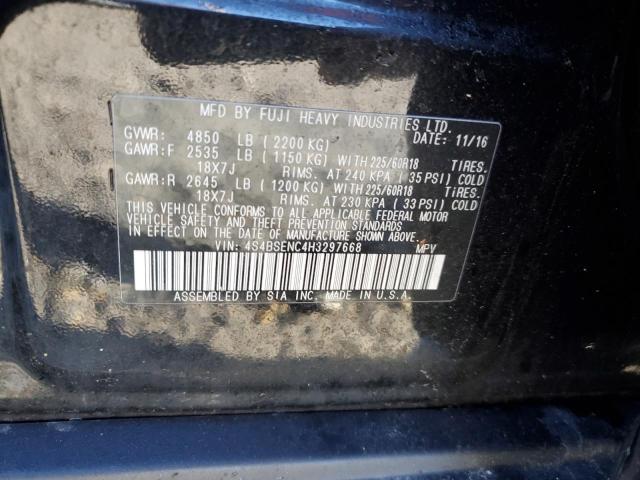 MFD BY FUJI HEAVY INDUSTRIES LTD.
GVWR: 4850 LB (2200 KG) DATE: 11/16
GAWR:F 2535 LB (1150 KG) WITH 225/60R18 TIRES.
18X7J RIMS. AT 240 KPA (35 PSI) COLD
GAWR:R 2645 LB (1200 KG) WITH 225/60R18 TIRES.
18X7J RIMS. AT 230 KPA (33 PSI) COLD
THIS VEHICLE CONFORMS TO ALL APPLICABLE FEDERAL MOTOR
VEHICLE SAFETY AND THEFT PREVENTION STANDARDS
IN EFFECT ON THE DATE OF MANUFACTURE SHOWN ABOVE.
VIN: 4S4BSENC4H3297668 MPV
ASSEMBLED BY SIA INC. MADE IN U.S.A.